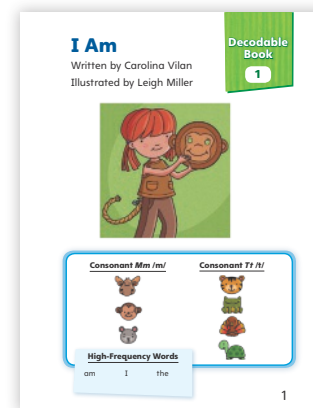 I Am
Written by Carolina Vilan
Illustrated by Leigh Miller
Decodable
Book
1
Consonant Mm /m/
Consonant Tt /t/
High-Frequency Words
am I the
1